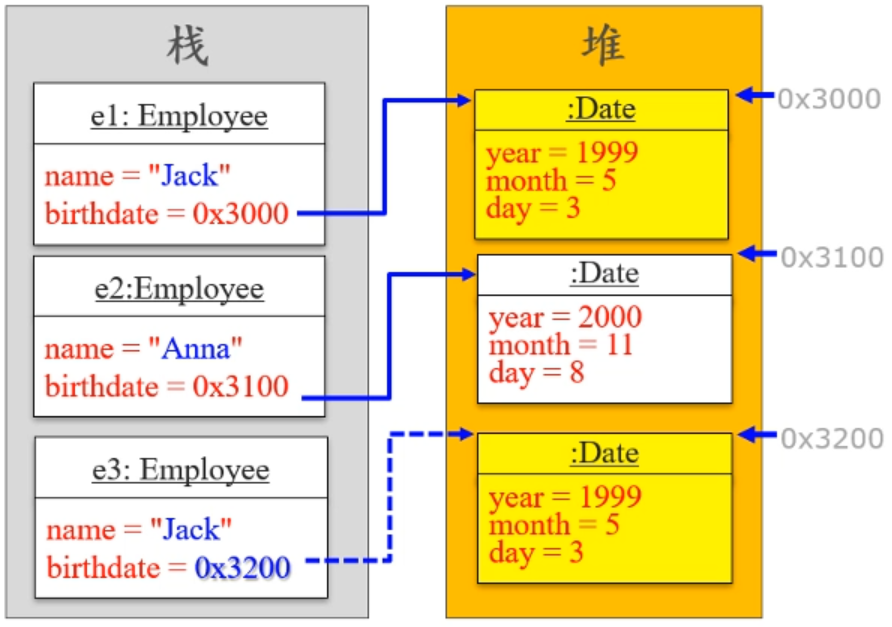 栈
e1: Employee
name = "Jack"
birthdate = 0x3000
e2:Employee
name = "Anna"
birthdate = 0x3100
e3: Employee
name = "Jack"
birthdate = 0x3200
堆
:Date
year = 1999
month = 5
day = 3
:Date
year = 2000
month = 11
day = 8
:Date
year = 1999
month = 5
day = 3
0x3000
0x3100
0x3200